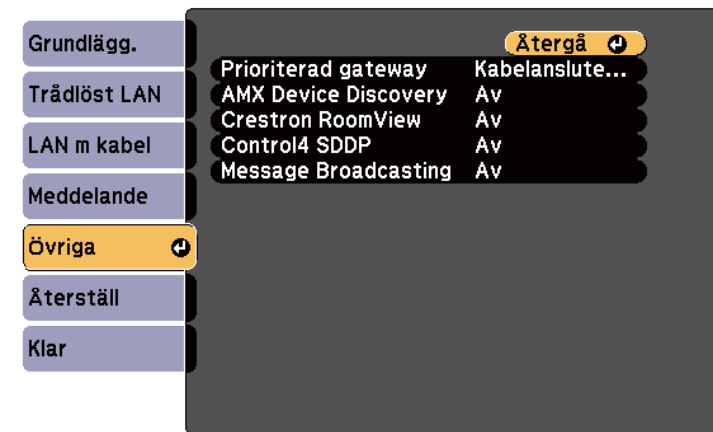 Grundlägg.
Trådlöst LAN
LAN m kabel
Meddelande
Övriga
Återställ
Klar
Återgå
Prioriterad gateway Kabelanslute...
AMX Device Discovery Av
Crestron RoomView Av
Control4 SDDP Av
Message Broadcasting Av